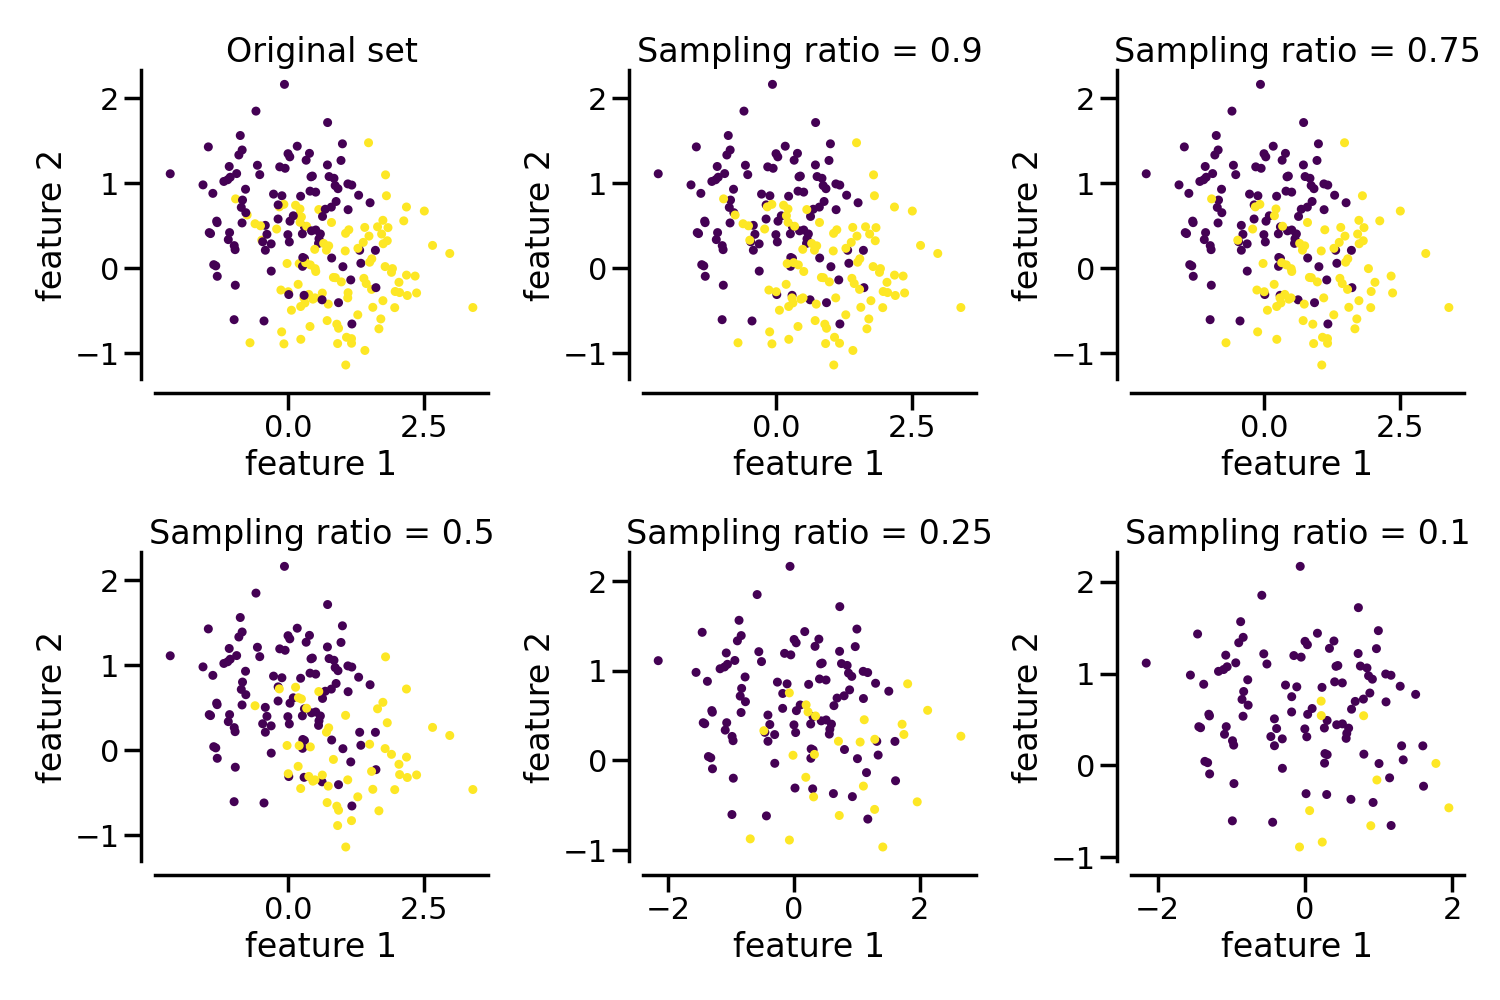 Original set
Sampling ratio = 0.9
Sampling ratio = 0.75
feature 2
2
1
0
−1
0.0 2.5
feature 1
feature 2
2
1
0
−1
0.0 2.5
feature 1
feature 2
2
1
0
−1
0.0 2.5
feature 1
Sampling ratio = 0.5
Sampling ratio = 0.25
Sampling ratio = 0.1
feature 2
2
1
0
−1
0.0 2.5
feature 1
feature 2
2
1
0
−1
−2 0 2
feature 1
feature 2
2
1
0
−1
−2 0 2
feature 1